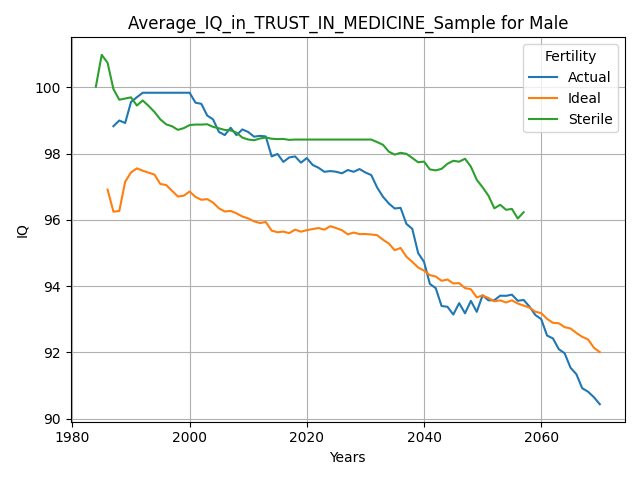 Average_IQ_in_TRUST_IN_MEDICINE_Sample for Male
Fertility
Actual
Ideal
Sterile
IQ
100
98
96
94
92
90
1980
2000
2020
2040
2060
Years